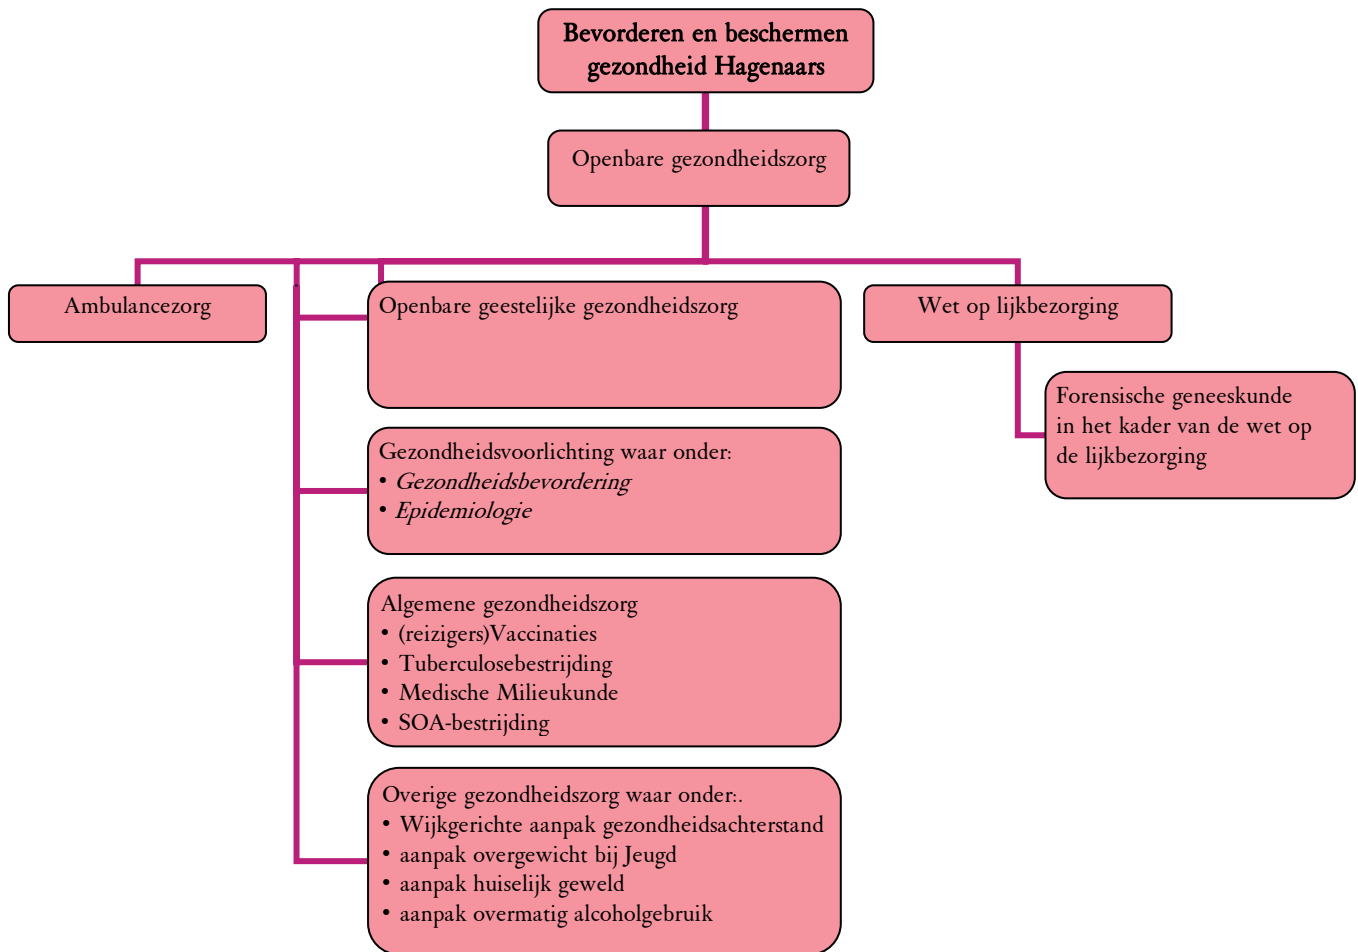 Bevorderen en beschermen
gezondheid Hagenaars
Openbare gezondheidszorg
Ambulancezorg
Openbare geestelijke gezondheidszorg
Wet op lijkbezorging
Forensische geneeskunde
in het kader van de wet op
de lijkbezorging
Gezondheidsvoorlichting waar onder:
• Gezondheidsbevordering
• Epidemiologie
Algemene gezondheidszorg
• (reizigers)Vaccinaties
• Tuberculosebestrijding
• Medische Milieukunde
• SOA-bestrijding
Overige gezondheidszorg waar onder:.
• Wijkgerichte aanpak gezondheidsachterstand
• aanpak overgewicht bij Jeugd
• aanpak huiselijk geweld
• aanpak overmatig alcoholgebruik